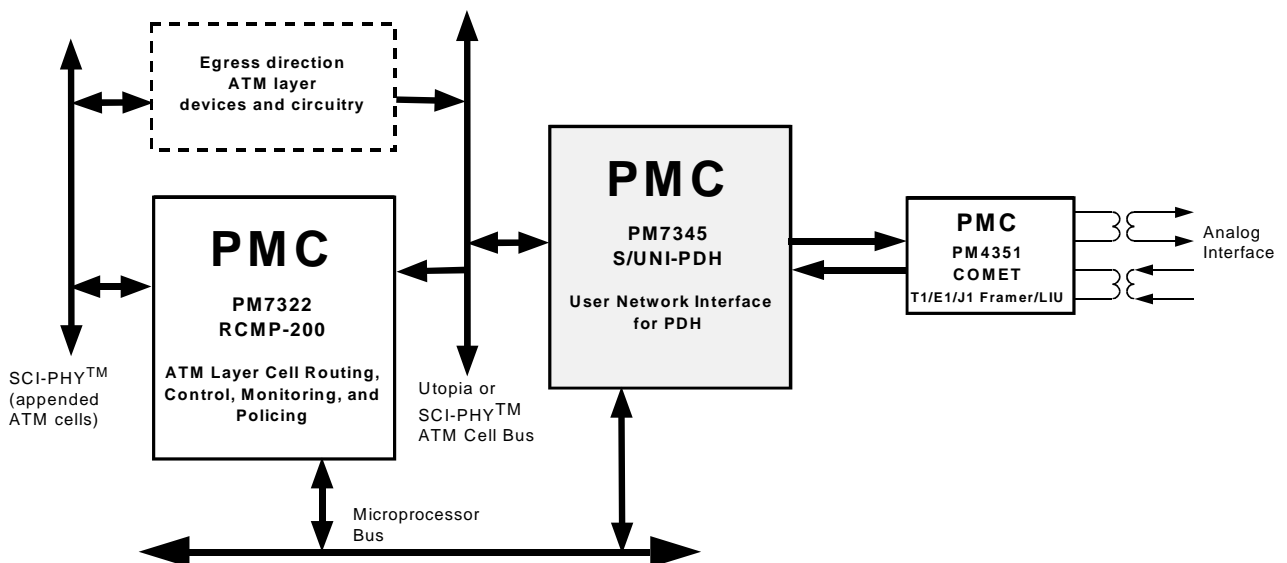 Egress direction
ATM layer
devices and circuitry
PMC
PM7322
RCMP-200
ATM Layer Cell Routing,
Control, Monitoring, and
Policing
SCI-PHY™
(appended
ATM cells)
Utopia or
SCI-PHY™
ATM Cell Bus
PMC
PM7345
S/UNI-PDH
User Network Interface
for PDH
PMC
PM4351
COMET
T1/E1/J1 Framer/LIU
Analog
Interface
Microprocessor
Bus